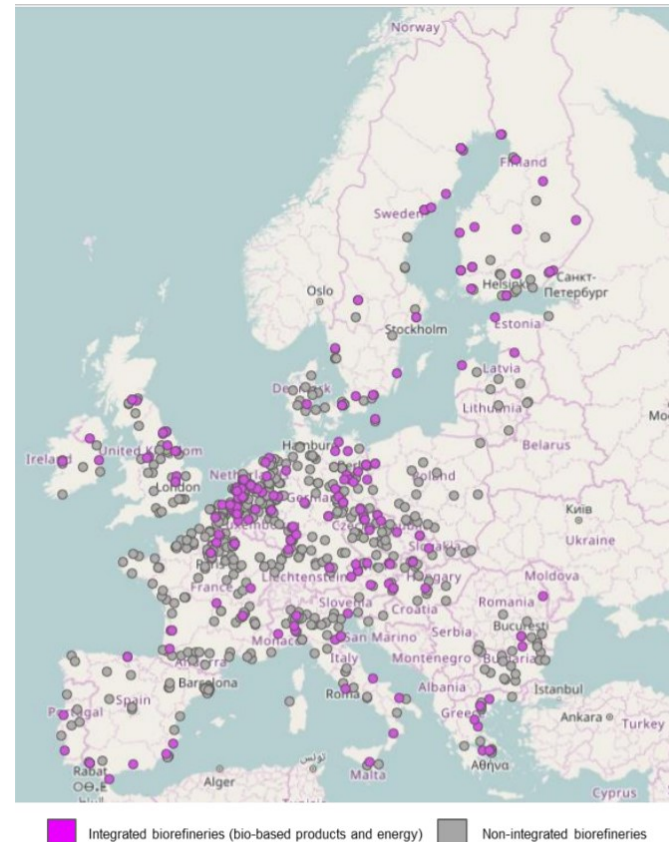 Norway
Finland
Sweden
Oslo
Helsinki
Санкт-
Петербург
Stockholm
Estonia
Latvia
Denmark
Lithuania
Ireland
United Kingdom
London
Hamburg
Belarus
Poland
Київ
Ukraine
Paris
France
Liechtenstein
Slovenia
Hungary
Moldova
Croatia
Romania
București
Monaco
San Marino
Serbia
Italy
Montenegro
Bulgaria
Andorra
Barcelona
Roma
Albania
Istanbul
Spain
Portugal
Greece
Ankara
Turkey
Rabat
Alger
تونس
Malta
Αθήνα
Cyprus
Integrated biorefineries (bio-based products and energy)
Non-integrated biorefineries